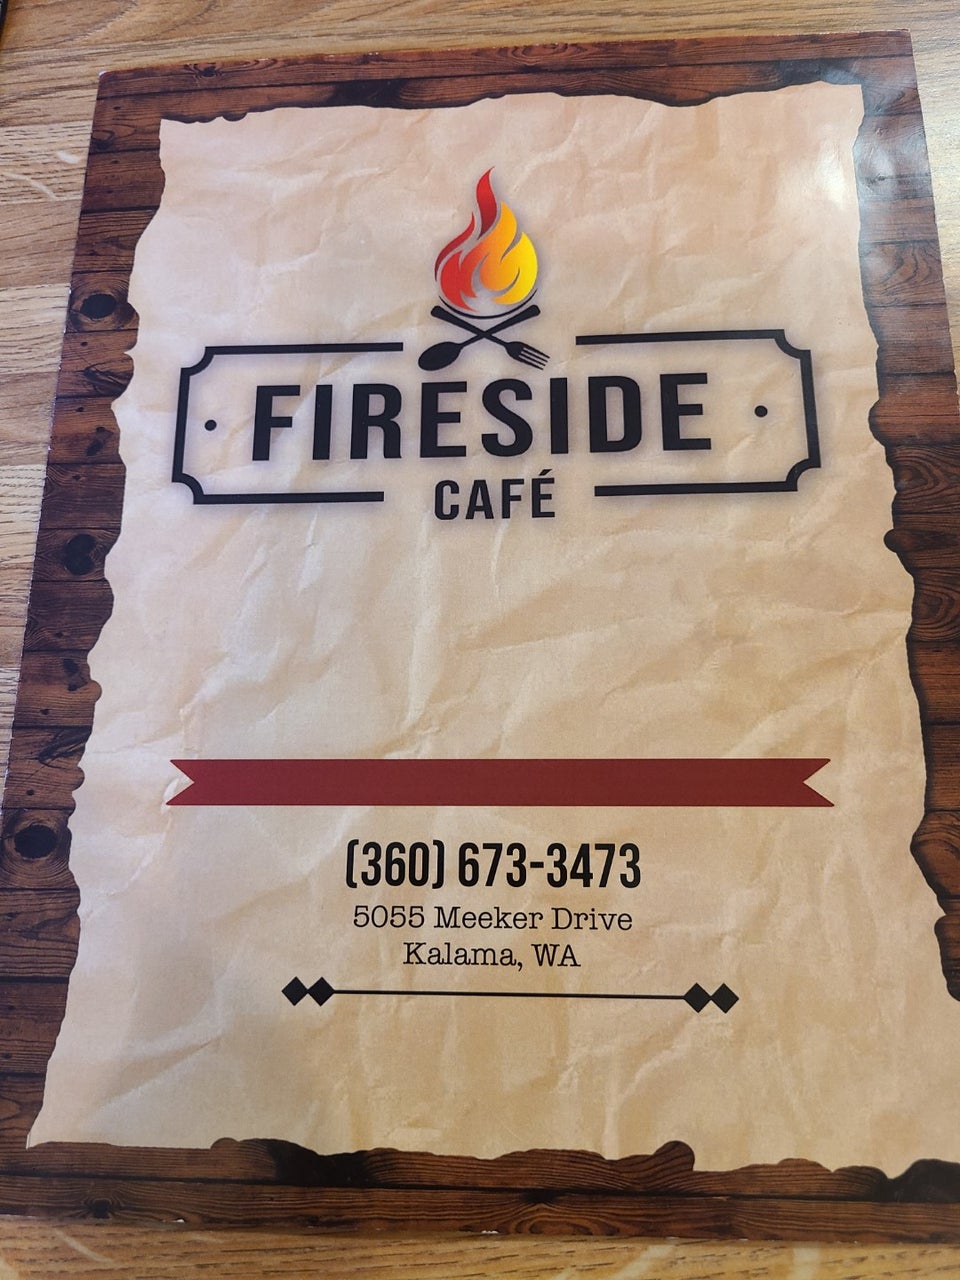 FIRESIDE
CAFÉ
(360) 673-3473
5055 Meeker Drive
Kalama, WA